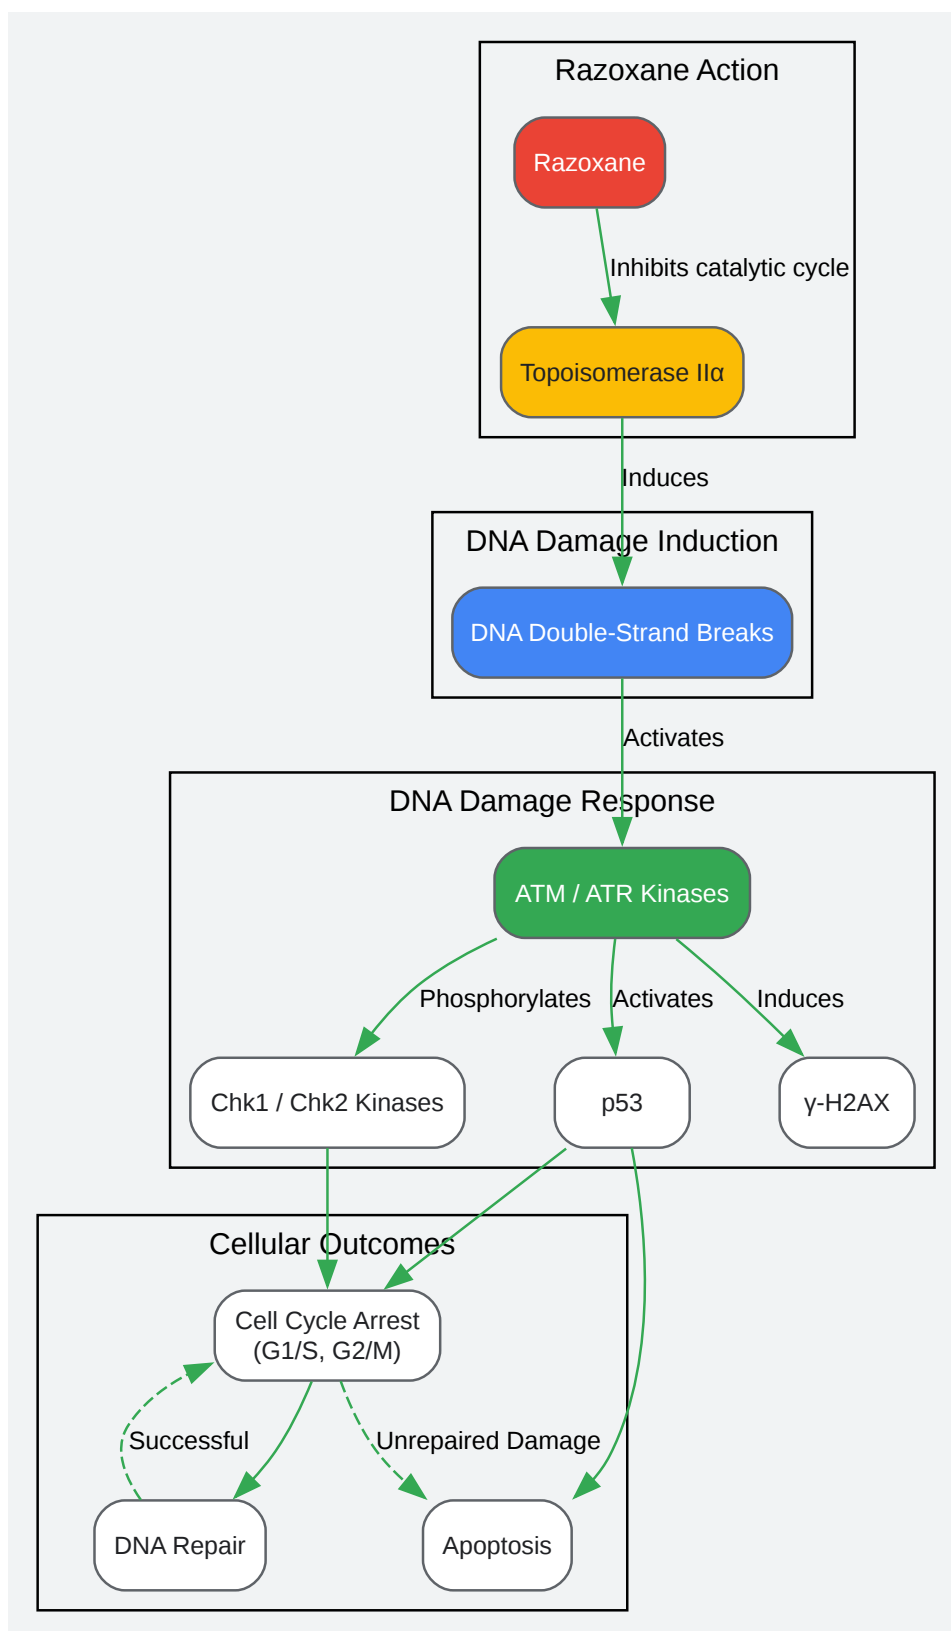 Razoxane Action
Razoxane
Inhibits catalytic cycle
Topoisomerase IIα
Induces
DNA Damage Induction
DNA Double-Strand Breaks
Activates
DNA Damage Response
ATM / ATR Kinases
Phosphorylates
Activates
Induces
Chk1 / Chk2 Kinases
p53
γ-H2AX
Cellular Outcomes
Cell Cycle Arrest
(G1/S, G2/M)
Successful
Unrepaired Damage
DNA Repair
Apoptosis